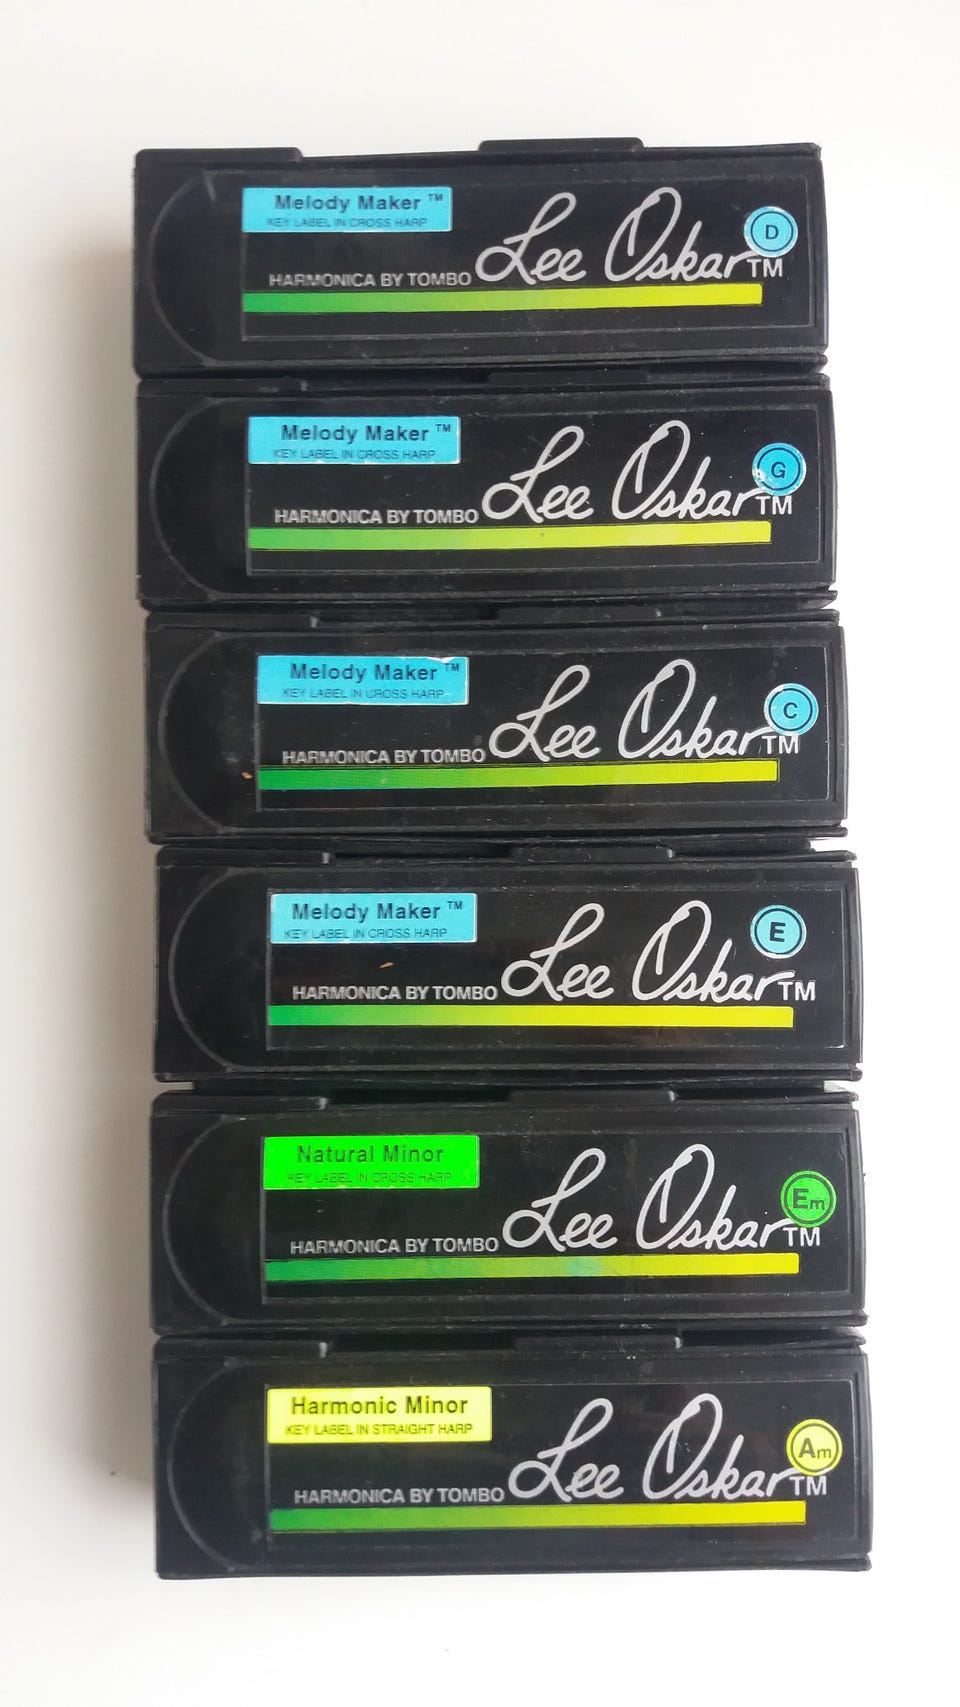 Melody Maker ™
KEY LABEL IN CROSS HARP
HARMONICA BY TOMBO Lee Oskar™
D
Melody Maker ™
KEY LABEL IN CROSS HARP
HARMONICA BY TOMBO Lee Oskar™
G
Melody Maker ™
KEY LABEL IN CROSS HARP
HARMONICA BY TOMBO Lee Oskar™
C
Melody Maker ™
KEY LABEL IN CROSS HARP
HARMONICA BY TOMBO Lee Oskar™
E
Natural Minor
KEY LABEL IN CROSS HARP
HARMONICA BY TOMBO Lee Oskar™
Em
Harmonic Minor
KEY LABEL IN STRAIGHT HARP
HARMONICA BY TOMBO Lee Oskar™
Am